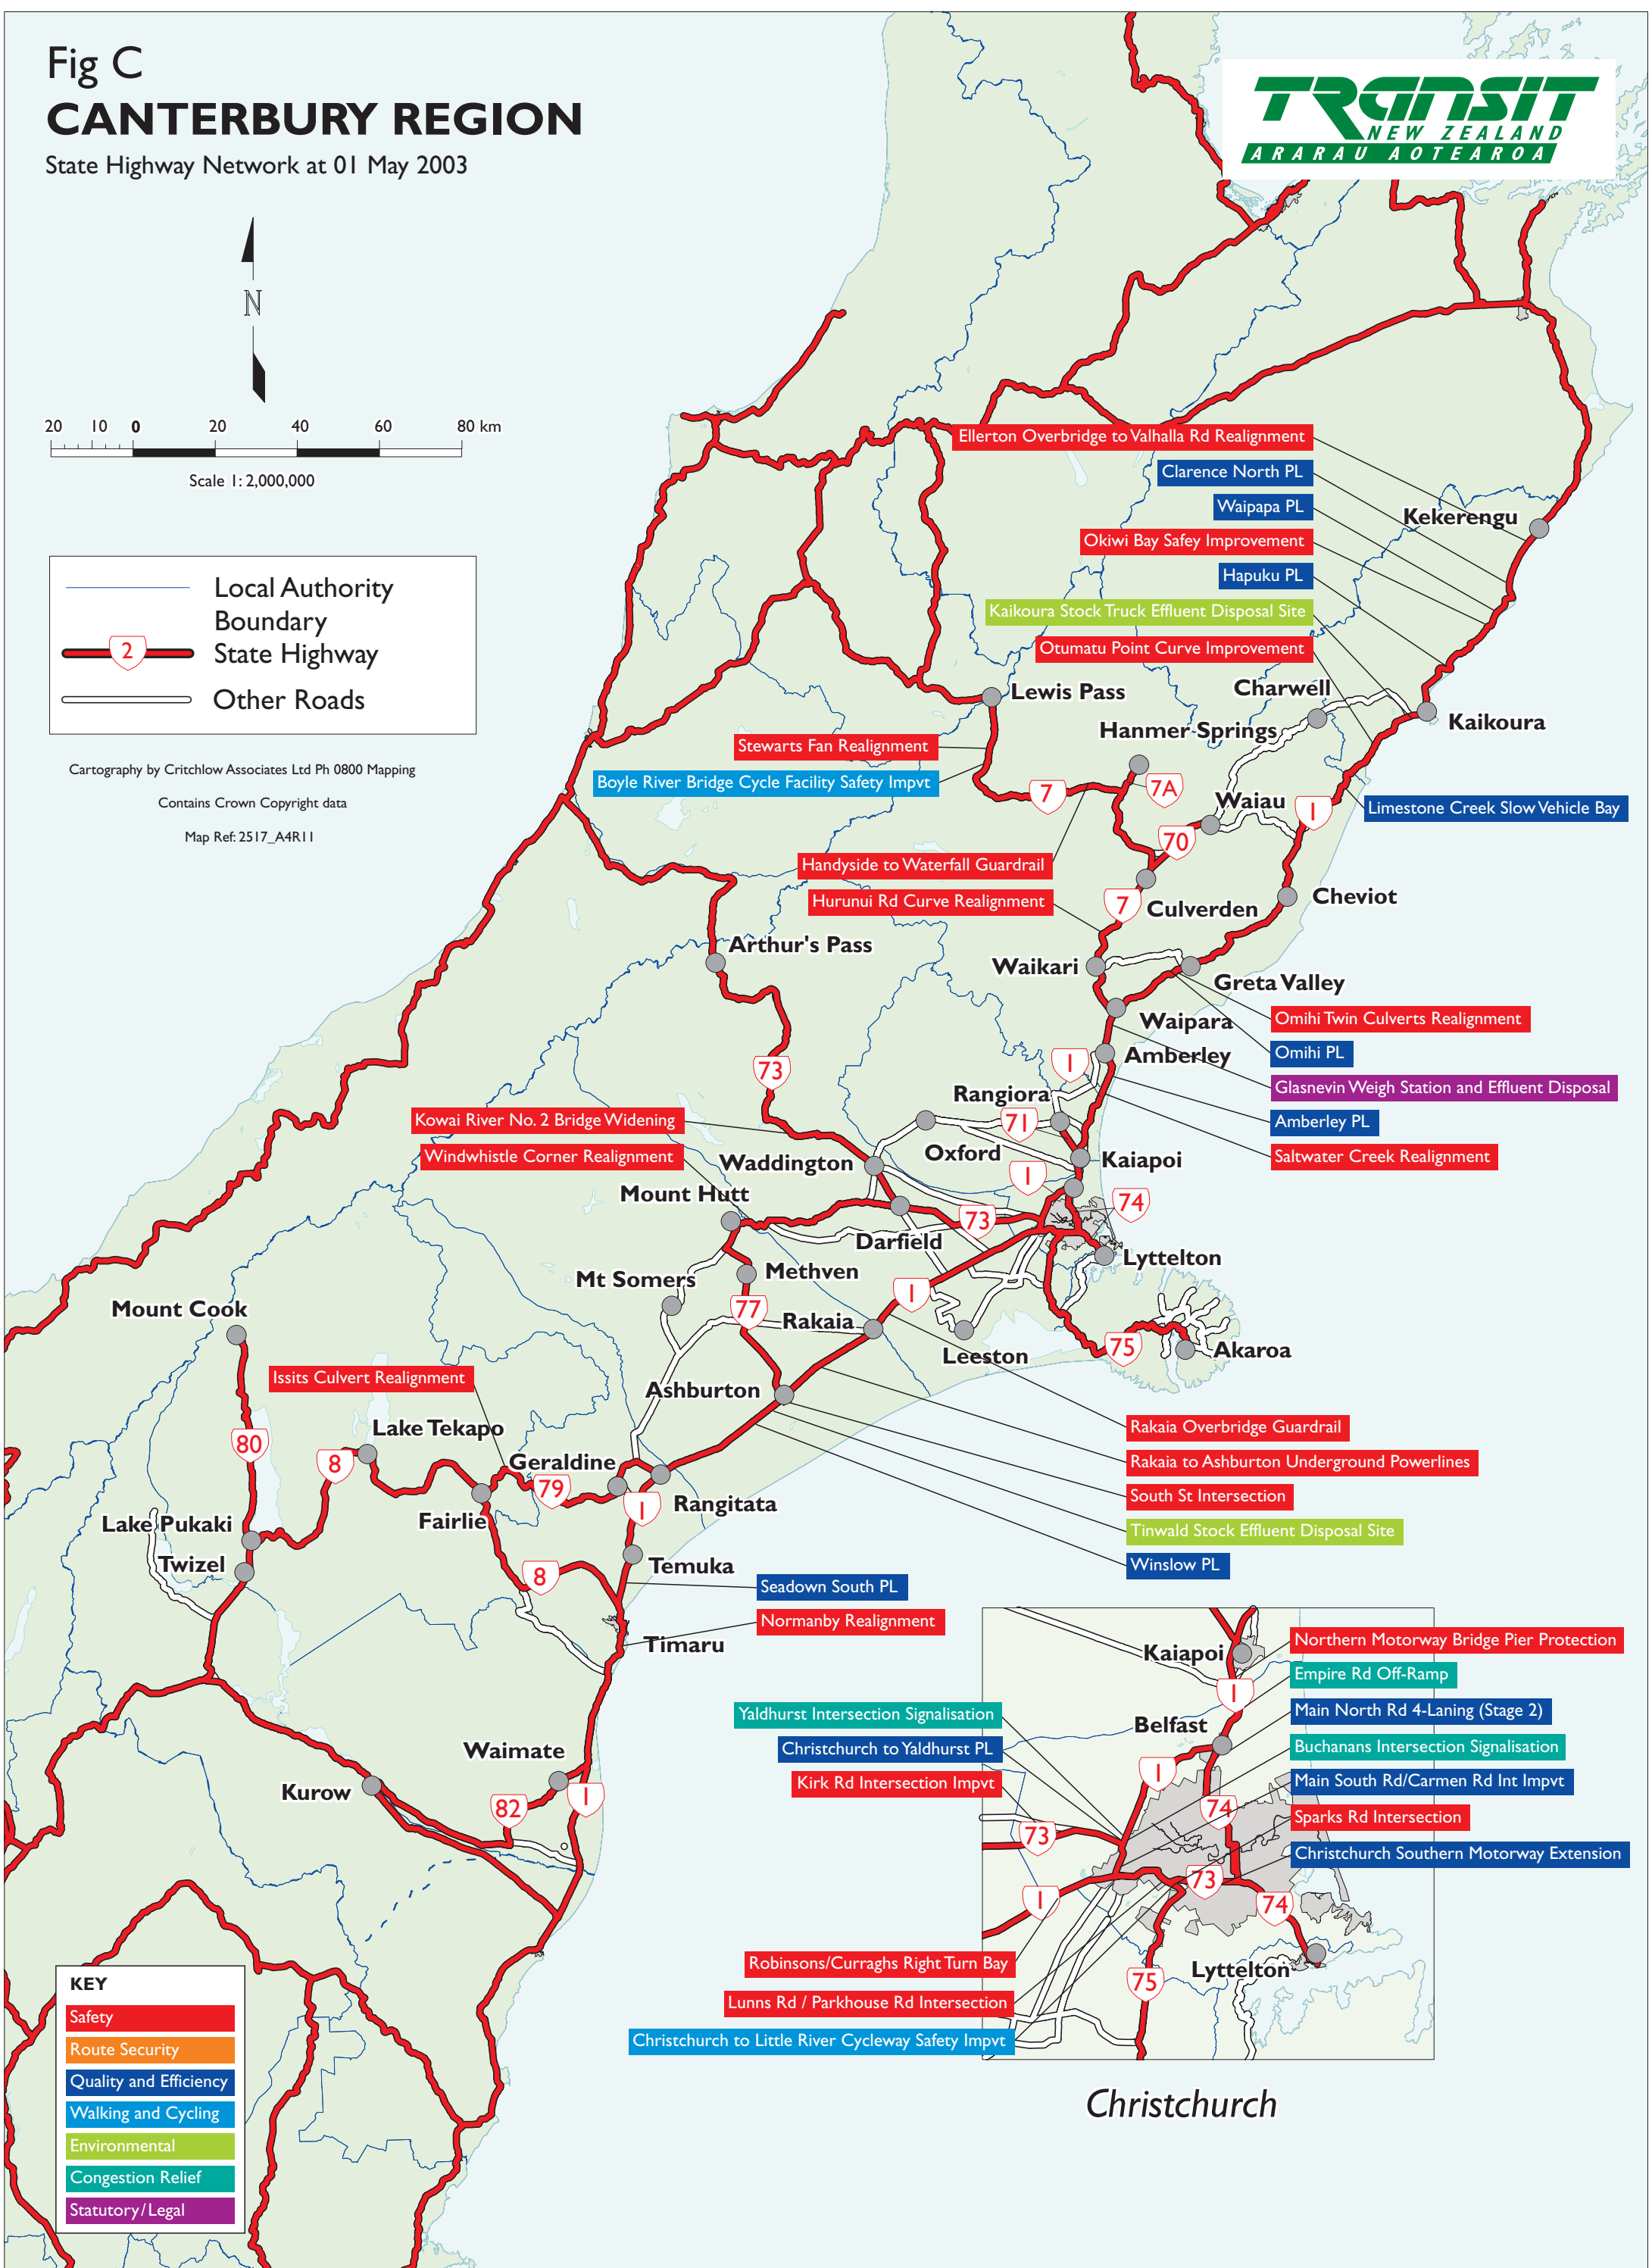 Fig C
CANTERBURY REGION
State Highway Network at 01 May 2003
TRANSIT
NEW ZEALAND
ARARAU AOTEAROA
N
20 10 0 20 40 60 80 km
Scale 1: 2,000,000
Local Authority
Boundary
2
State Highway
Other Roads
Cartography by Critchlow Associates Ltd Ph 0800 Mapping
Contains Crown Copyright data
Map Ref: 2517_A4R11
Ellerton Overbridge to Valhalla Rd Realignment
Clarence North PL
Waipapa PL
Kekerengu
Okiwi Bay Safey Improvement
Hapuku PL
Kaikoura Stock Truck Effluent Disposal Site
Otumatu Point Curve Improvement
Charwell
Lewis Pass
Kaikoura
Hanmer Springs
Stewarts Fan Realignment
Boyle River Bridge Cycle Facility Safety Impvt
7
7A
Waiau
1
Limestone Creek Slow Vehicle Bay
70
Handyside to Waterfall Guardrail
Hurunui Rd Curve Realignment
7
Culverden
Cheviot
Arthur's Pass
Waikari
Greta Valley
Omihi Twin Culverts Realignment
Waipara
Omihi PL
Amberley
1
73
Glasnevin Weigh Station and Effluent Disposal
Rangiora
Kowai River No. 2 Bridge Widening
71
Amberley PL
Windwhistle Corner Realignment
Oxford
Saltwater Creek Realignment
Waddington
Kaiapoi
1
Mount Hutt
74
73
Darfield
Lyttelton
Methven
Mt Somers
1
Mount Cook
77
Rakaia
75
Akaroa
Leeston
Issits Culvert Realignment
Ashburton
Lake Tekapo
Rakaia Overbridge Guardrail
80
8
Geraldine
Rakaia to Ashburton Underground Powerlines
79
South St Intersection
Rangitata
1
Fairlie
Lake Pukaki
Tinwald Stock Effluent Disposal Site
Twizel
Temuka
Winslow PL
8
Seadown South PL
Normanby Realignment
Timaru
Kaiapoi
Northern Motorway Bridge Pier Protection
Empire Rd Off-Ramp
1
Yaldhurst Intersection Signalisation
Main North Rd 4-Laning (Stage 2)
Belfast
Christchurch to Yaldhurst PL
Buchanans Intersection Signalisation
Waimate
1
Kirk Rd Intersection Impvt
Main South Rd/Carmen Rd Int Impvt
Kurow
1
82
74
Sparks Rd Intersection
73
Christchurch Southern Motorway Extension
73
1
74
Robinsons/Curraghs Right Turn Bay
Lyttelton
75
Lunns Rd / Parkhouse Rd Intersection
Christchurch to Little River Cycleway Safety Impvt
Christchurch
KEY
Safety
Route Security
Quality and Efficiency
Walking and Cycling
Environmental
Congestion Relief
Statutory/Legal